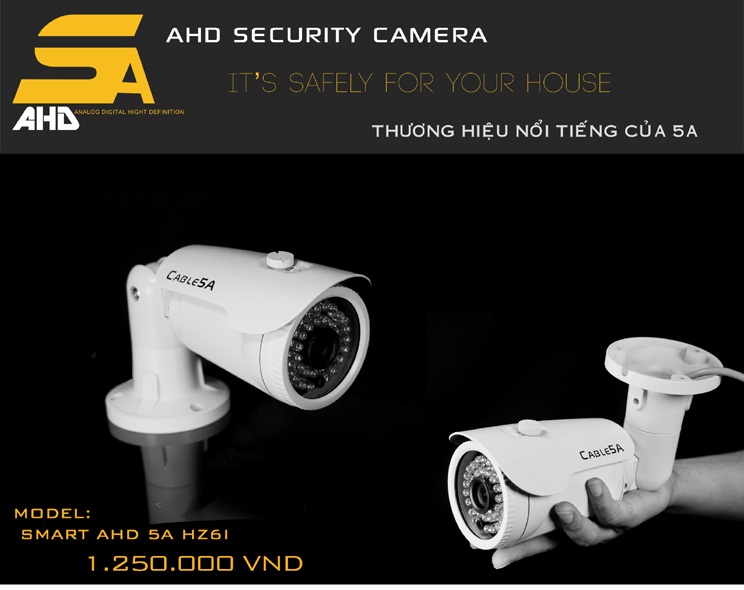 5A
AHD SECURITY CAMERA
IT'S SAFELY FOR YOUR HOUSE
AHD
ANALOG DIGITAL HIGHT DEFINITION
THƯƠNG HIỆU NỔI TIẾNG CỦA 5A
CABLE5A
CABLE5A
MODEL:
SMART AHD 5A HZ6I
1.250.000 VND